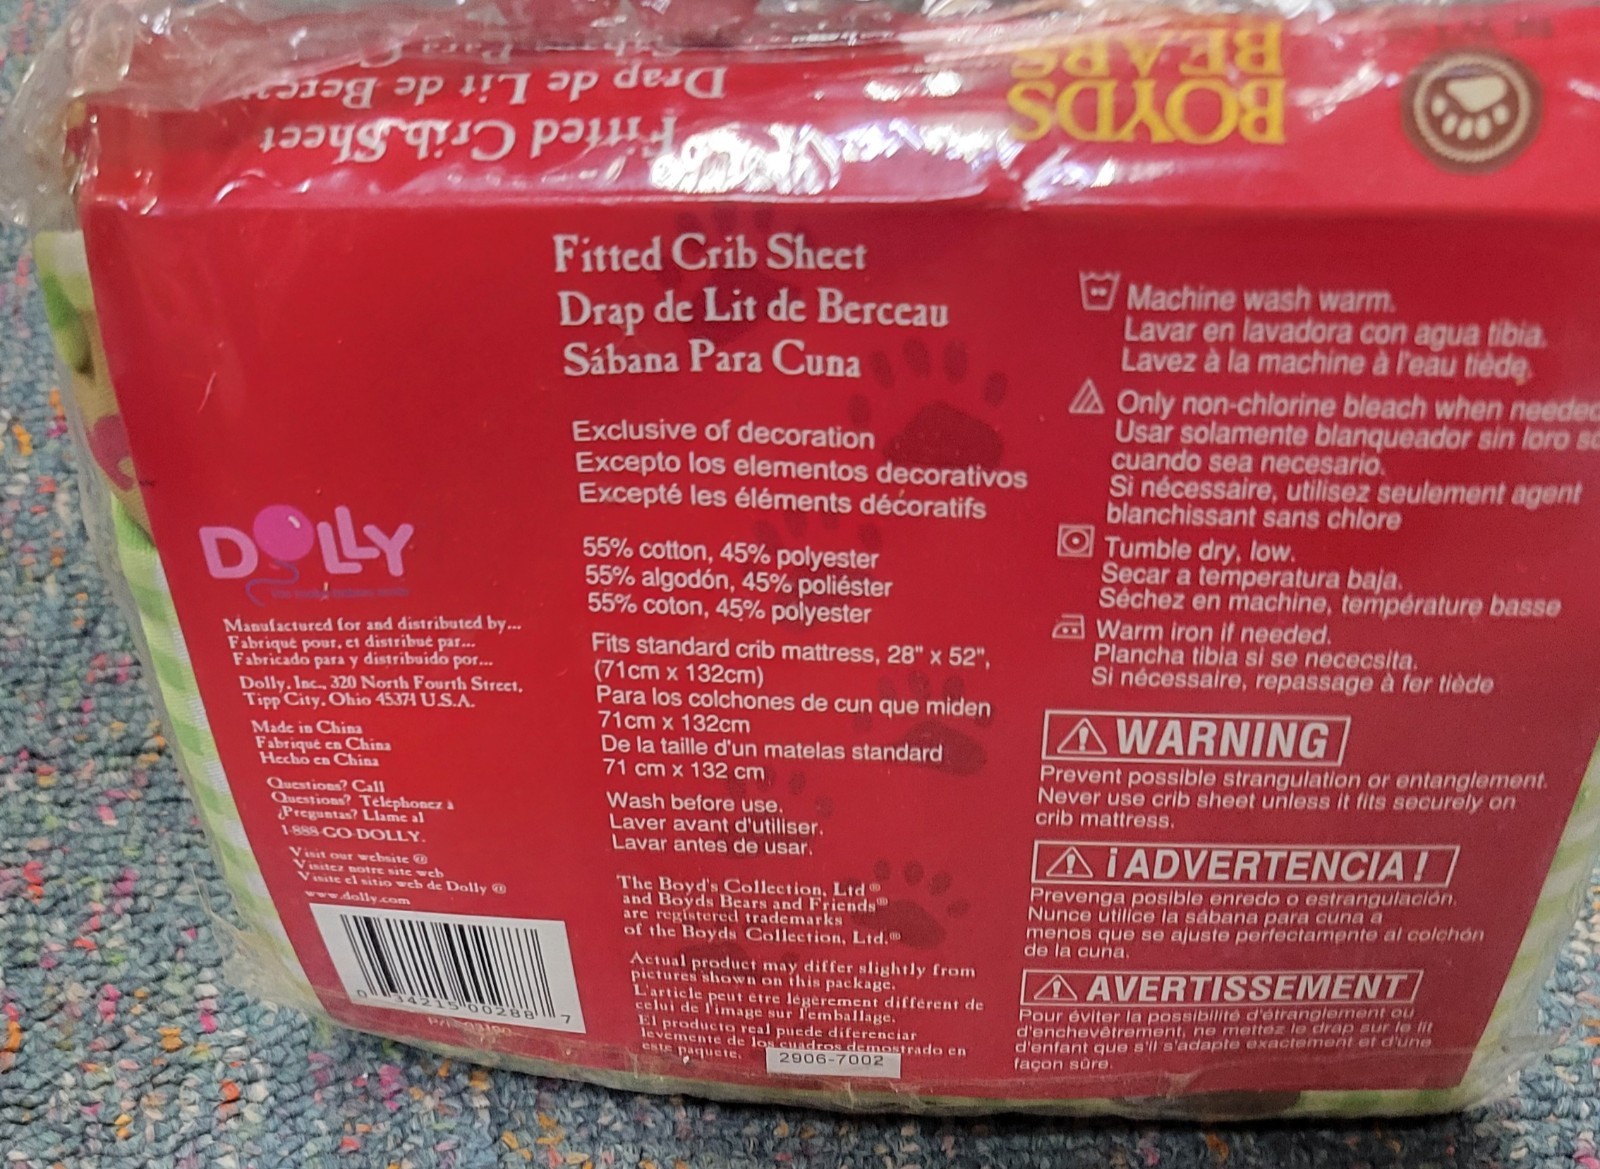 BOYDS
BEARS
Fitted Crib Sheet
Drap de Lit de
Fitted Crib Sheet
Drap de Lit de Berceau
Sábana Para Cuna
Exclusive of decoration
Excepto los elementos decorativos
Excepté les éléments décoratifs
55% cotton, 45% polyester
55% algodón, 45% poliéster
55% coton, 45% polyester
Fits standard crib mattress, 28" x 52",
(71cm x 132cm)
Para los colchones de cun que miden
71cm x 132cm
De la taille d'un matelas standard
71 cm x 132 cm
Wash before use.
Laver avant d'utiliser.
Lavar antes de usar.
The Boyd's Collection, Ltd®
and Boyds Bears and Friends®
are registered trademarks
of the Boyds Collection, Ltd.®
Actual product may differ slightly from
pictures shown on this package.
L'article peut etre légèrement différent de
celui de l'image sur l'emballage.
El producto real puede diferenciar
levemente de los cuadros demostrado en
este paquete.
2906-7002
DOLLY
Manufactured for and distributed by...
Fabriqué pour, et distribué par...
Fabricado para y distribuido por...
Dolly, Inc., 320 North Fourth Street,
Tipp City, Ohio 45371 U.S.A.
Made in China
Fabriqué en China
Hecho en China
Questions? Call
Questions? Téléphonez à
¿Preguntas? Llame al
1-888-GO-DOLLY.
Visit our website @
Visitez notre site web
Visite el sitio web de Dolly @
www.dolly.com
0 34215 00288 7
Machine wash warm.
Lavar en lavadora con agua tibia.
Lavez à la machine à l'eau tiède.
Only non-chlorine bleach when needed
Usar solamente blanqueador sin loro
cuando sea necesario.
Si nécessaire, utilisez seulement agent
blanchissant sans chlore
Tumble dry, low.
Secar a temperatura baja.
Séchez en machine, température basse
Warm iron if needed.
Plancha tibia si se nececsita.
Si nécessaire, repassage à fer tiède
WARNING
Prevent possible strangulation or entanglement.
Never use crib sheet unless it fits securely on
crib mattress.
¡ADVERTENCIA!
Prevenga posible enredo o estrangulación.
Nunce utilice la sábana para cuna a
menos que se ajuste perfectamente al colchón
de la cuna.
AVERTISSEMENT
Pour éviter la possibilité d'étranglement ou
d'enchevêtrement, ne mettez le drap sur le lit
d'enfant que s'il s'adapte exactement et d'une
façon sûre.